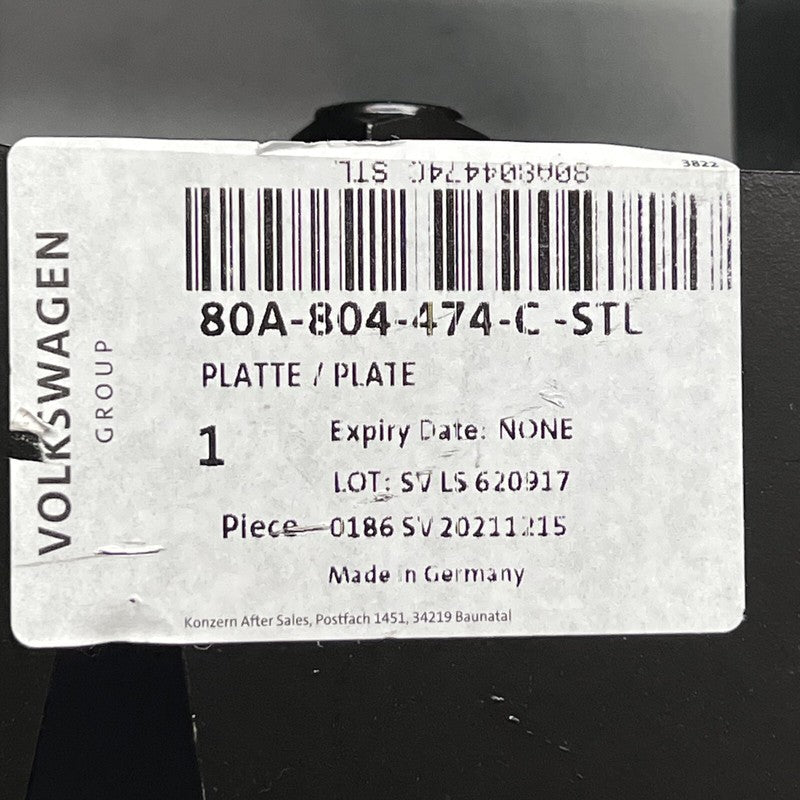 3822
80A804474C STL
80A-804-474-C -STL
PLATTE / PLATE
1
Expiry Date: NONE
LOT: SV LS 620917
Piece 0186 SV 20211215
Made in Germany
Konzern After Sales, Postfach 1451, 34219 Baunatal
VOLKSWAGEN
GROUP